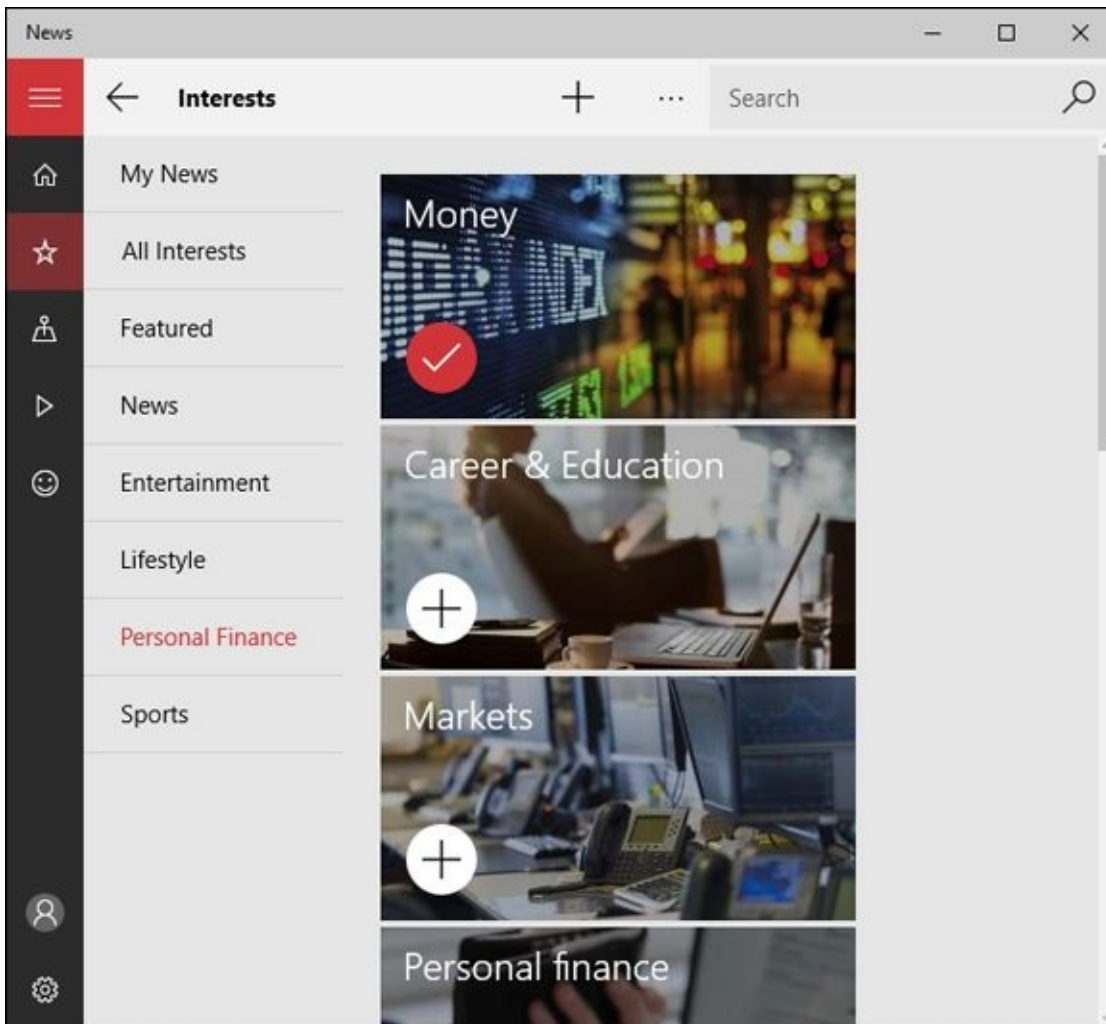 News
Interests
Search
My News
All Interests
Featured
News
Entertainment
Lifestyle
Personal Finance
Sports
Money
INDEX
Career & Education
Markets
Personal finance